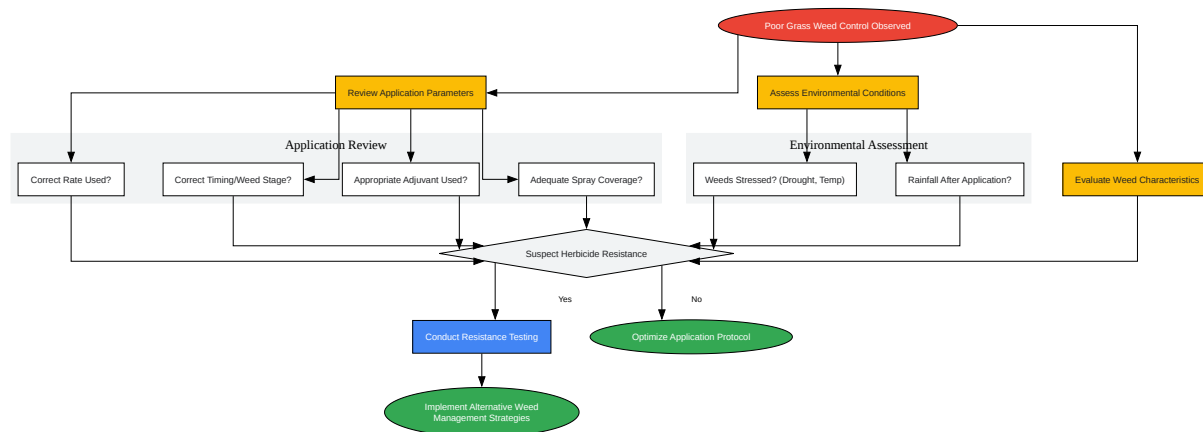 Poor Grass Weed Control Observed
Review Application Parameters
Assess Environmental Conditions
Application Review
Environmental Assessment
Correct Rate Used?
Correct Timing/Weed Stage?
Appropriate Adjuvant Used?
Adequate Spray Coverage?
Weeds Stressed? (Drought, Temp)
Rainfall After Application?
Evaluate Weed Characteristics
Suspect Herbicide Resistance
Yes
No
Conduct Resistance Testing
Optimize Application Protocol
Implement Alternative Weed
Management Strategies